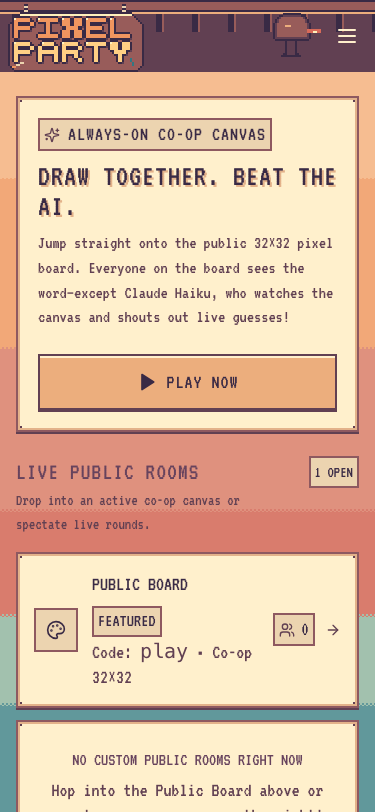 PIXEL
PARTY
ALWAYS-ON CO-OP CANVAS
DRAW TOGETHER. BEAT THE
AI.
Jump straight onto the public 32X32 pixel
board. Everyone on the board sees the
word-except Claude Haiku, who watches the
canvas and shouts out live guesses!
PLAY NOW
LIVE PUBLIC ROOMS
1 OPEN
Drop into an active co-op canvas or
spectate live rounds.
PUBLIC BOARD
FEATURED
0
Code: play · Co-op
32X32
NO CUSTOM PUBLIC ROOMS RIGHT NOW
Hop into the Public Board above or